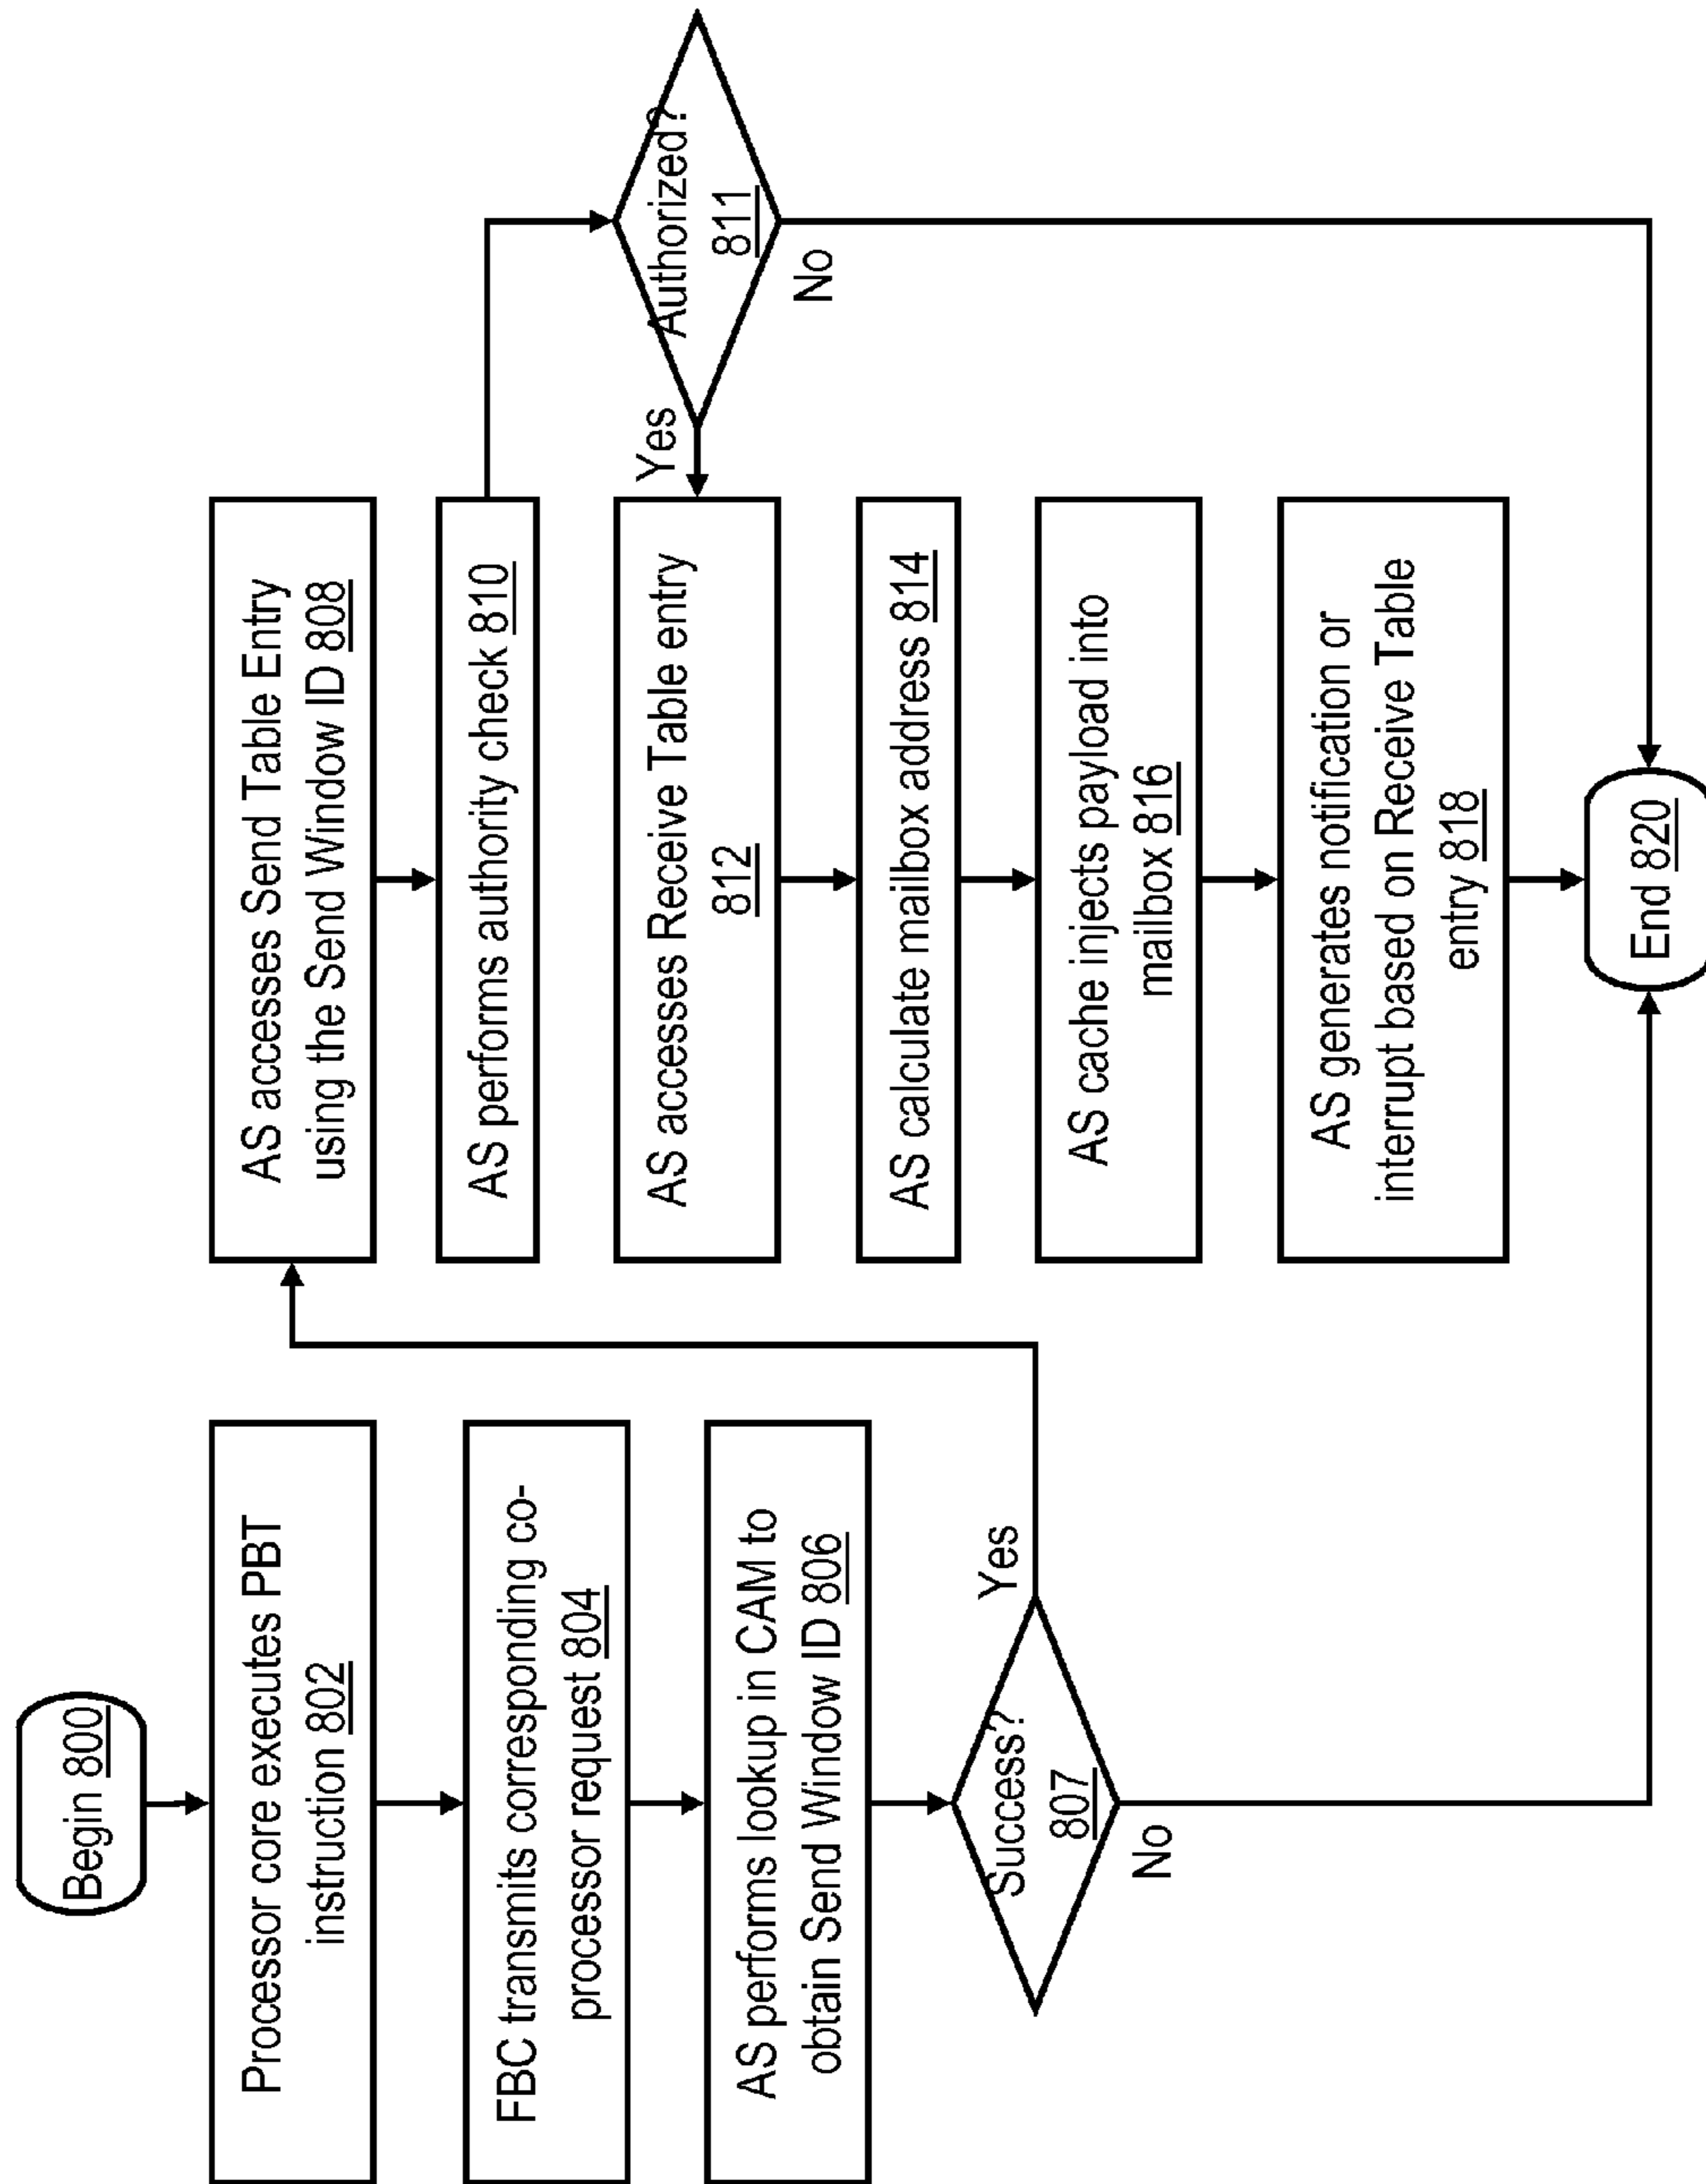 Begin 800
Processor core executes PBT
instruction 802
FBC transmits corresponding co-
processor request 804
AS performs lookup in CAM to
obtain Send Window ID 806
Success?
807
Yes
No
AS accesses Send Table Entry
using the Send Window ID 808
AS performs authority check 810
Authorized?
811
Yes
No
AS accesses Receive Table entry
812
AS calculate mailbox address 814
AS cache injects payload into
mailbox 816
AS generates notification or
interrupt based on Receive Table
entry 818
End 820